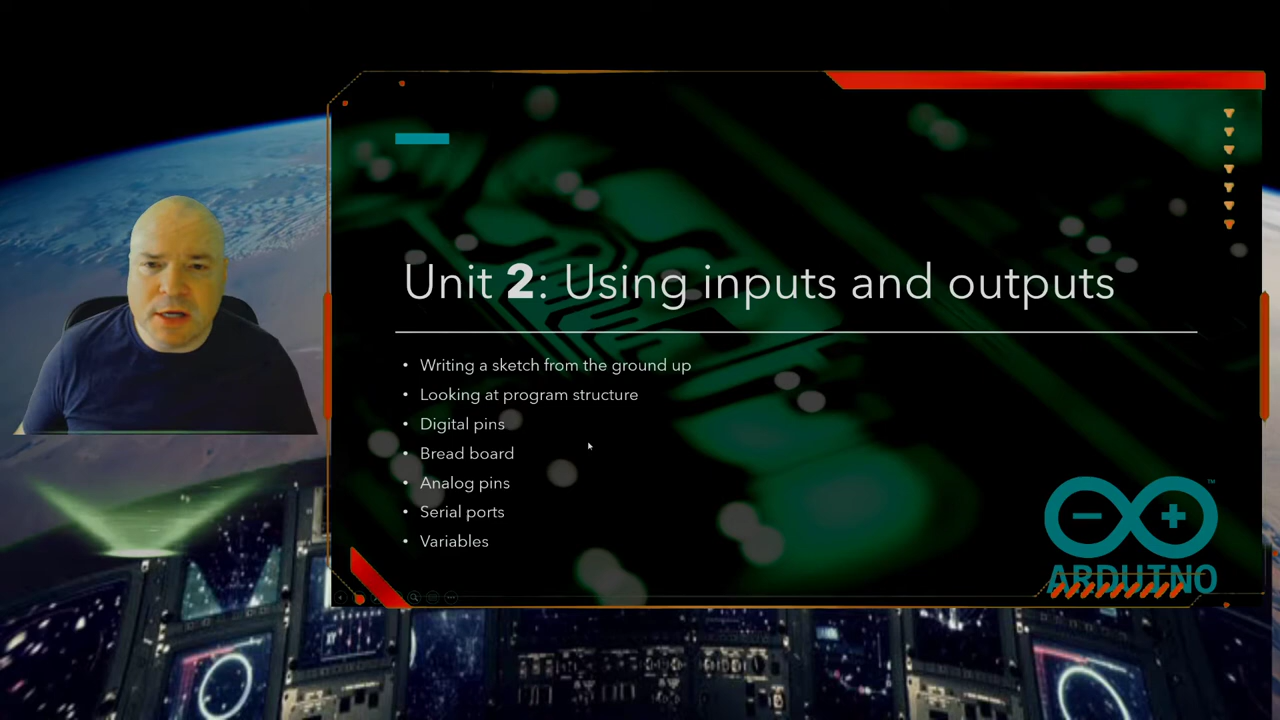 Unit 2: Using inputs and outputs
• Writing a sketch from the ground up
• Looking at program structure
• Digital pins
• Bread board
• Analog pins
• Serial ports
• Variables
™
ARDUINO